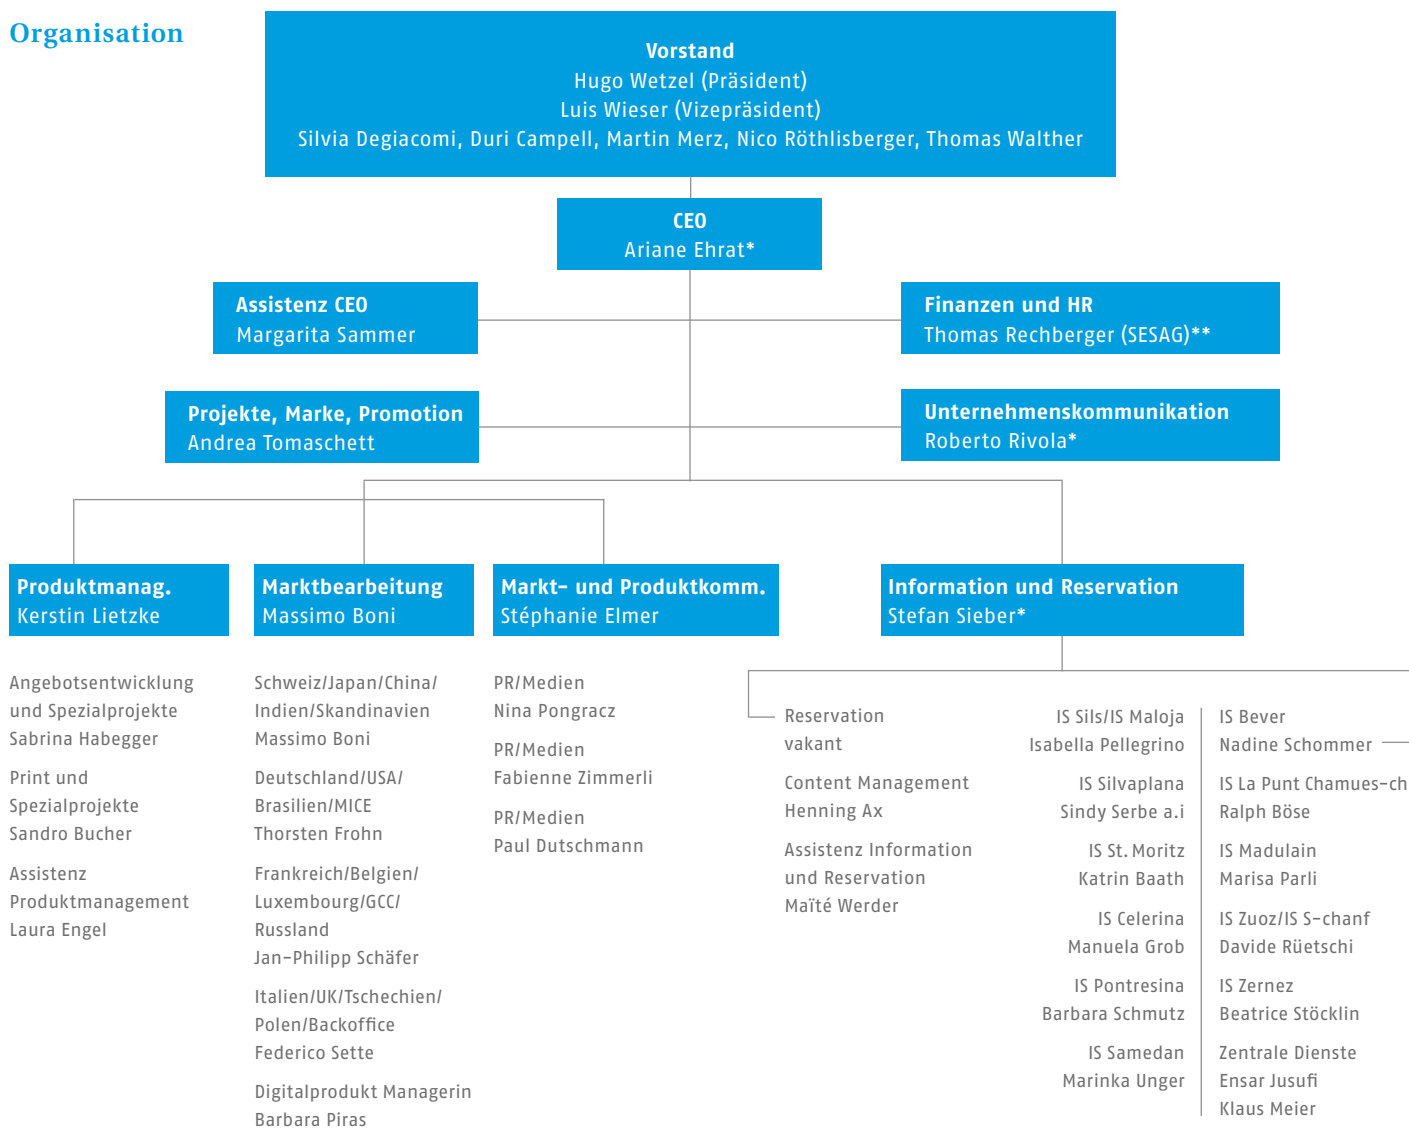 Organisation
Vorstand
Hugo Wetzel (Präsident)
Luis Wieser (Vizepräsident)
Silvia Degiacomi, Duri Campell, Martin Merz, Nico Röthlisberger, Thomas Walther
CEO
Ariane Ehrat*
Assistenz CEO
Margarita Sammer
Finanzen und HR
Thomas Rechberger (SESAG)**
Projekte, Marke, Promotion
Andrea Tomaschett
Unternehmenskommunikation
Roberto Rivola*
Produktmanag.
Kerstin Lietzke
Angebotsentwicklung
und Spezialprojekte
Sabrina Habegger
Print und
Spezialprojekte
Sandro Bucher
Assistenz
Produktmanagement
Laura Engel
Marktbearbeitung
Massimo Boni
Schweiz/Japan/China/
Indien/Skandinavien
Massimo Boni
Deutschland/USA/
Brasilien/MICE
Thorsten Frohn
Frankreich/Belgien/
Luxembourg/GCC/
Russland
Jan-Philipp Schäfer
Italien/UK/Tschechien/
Polen/Backoffice
Federico Sette
Digitalprodukt Managerin
Barbara Piras
Markt- und Produktkomm.
Stéphanie Elmer
PR/Medien
Nina Pongracz
PR/Medien
Fabienne Zimmerli
PR/Medien
Paul Dutschmann
Information und Reservation
Stefan Sieber*
Reservation
vakant
Content Management
Henning Ax
Assistenz Information
und Reservation
Maïté Werder
IS Sils/IS Maloja
Isabella Pellegrino
IS Silvaplana
Sindy Serbe a.i
IS St. Moritz
Katrin Baath
IS Celerina
Manuela Grob
IS Pontresina
Barbara Schmutz
IS Samedan
Marinka Unger
IS Bever
Nadine Schommer
IS La Punt Chamues-ch
Ralph Böse
IS Madulain
Marisa Parli
IS Zuoz/IS S-chanf
Davide Rüetschi
IS Zernez
Beatrice Stöcklin
Zentrale Dienste
Ensar Jusufi
Klaus Meier